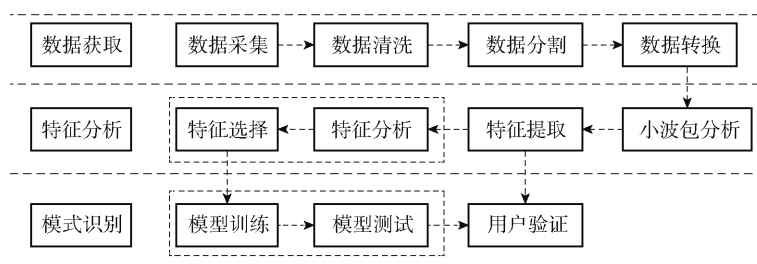 数据获取 数据采集 数据清洗 数据分割 数据转换
特征分析 特征选择 特征分析 特征提取 小波包分析
模式识别 模型训练 模型测试 用户验证